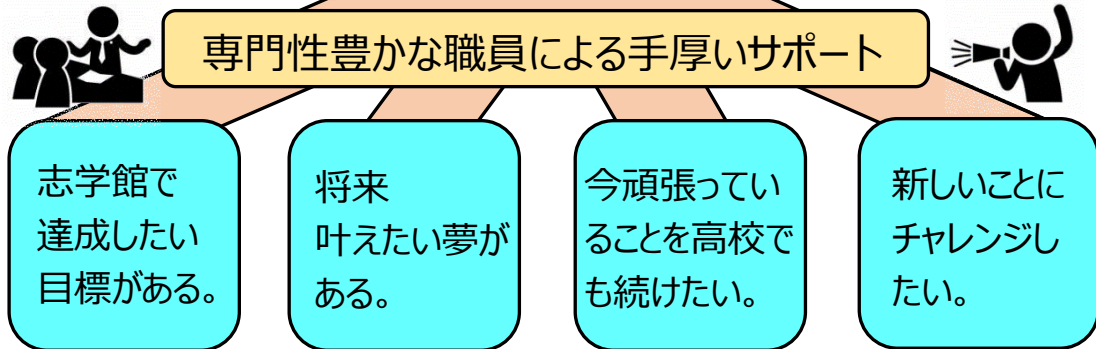 専門性豊かな職員による手厚いサポート
志学館で
達成したい
目標がある。
将来
叶えたい夢が
ある。
今頑張ってい
ることを高校で
も続けたい。
新しいことに
チャレンジし
たい。